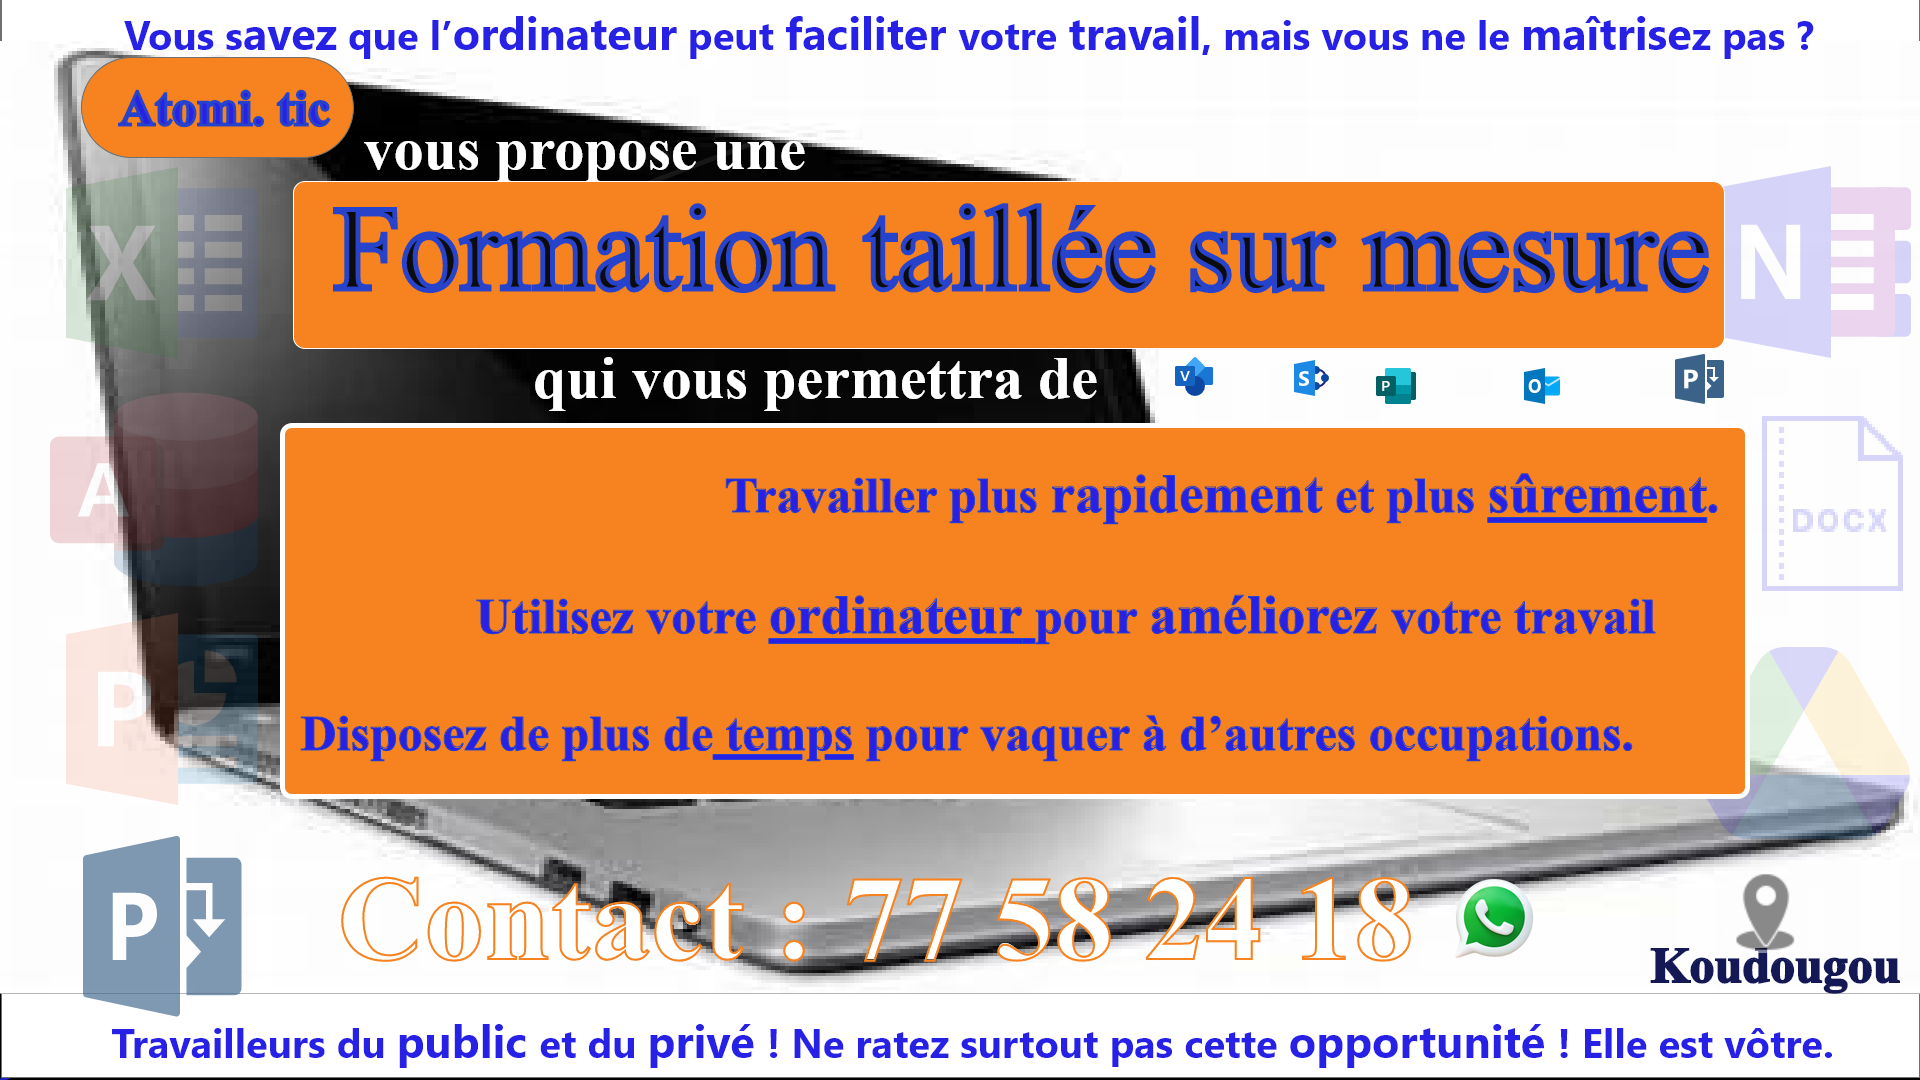 Vous savez que l’ordinateur peut faciliter votre travail, mais vous ne le maîtrisez pas ?
Atomi. tic
vous propose une
X
Formation taillée sur mesure
N
qui vous permettra de
V
S
P
O
P
A
Travailler plus rapidement et plus sûrement.
DOCX
Utilisez votre ordinateur pour améliorez votre travail
P
Disposez de plus de temps pour vaquer à d’autres occupations.
P
Contact : 77 58 24 18
Koudougou
Travailleurs du public et du privé ! Ne ratez surtout pas cette opportunité ! Elle est vôtre.